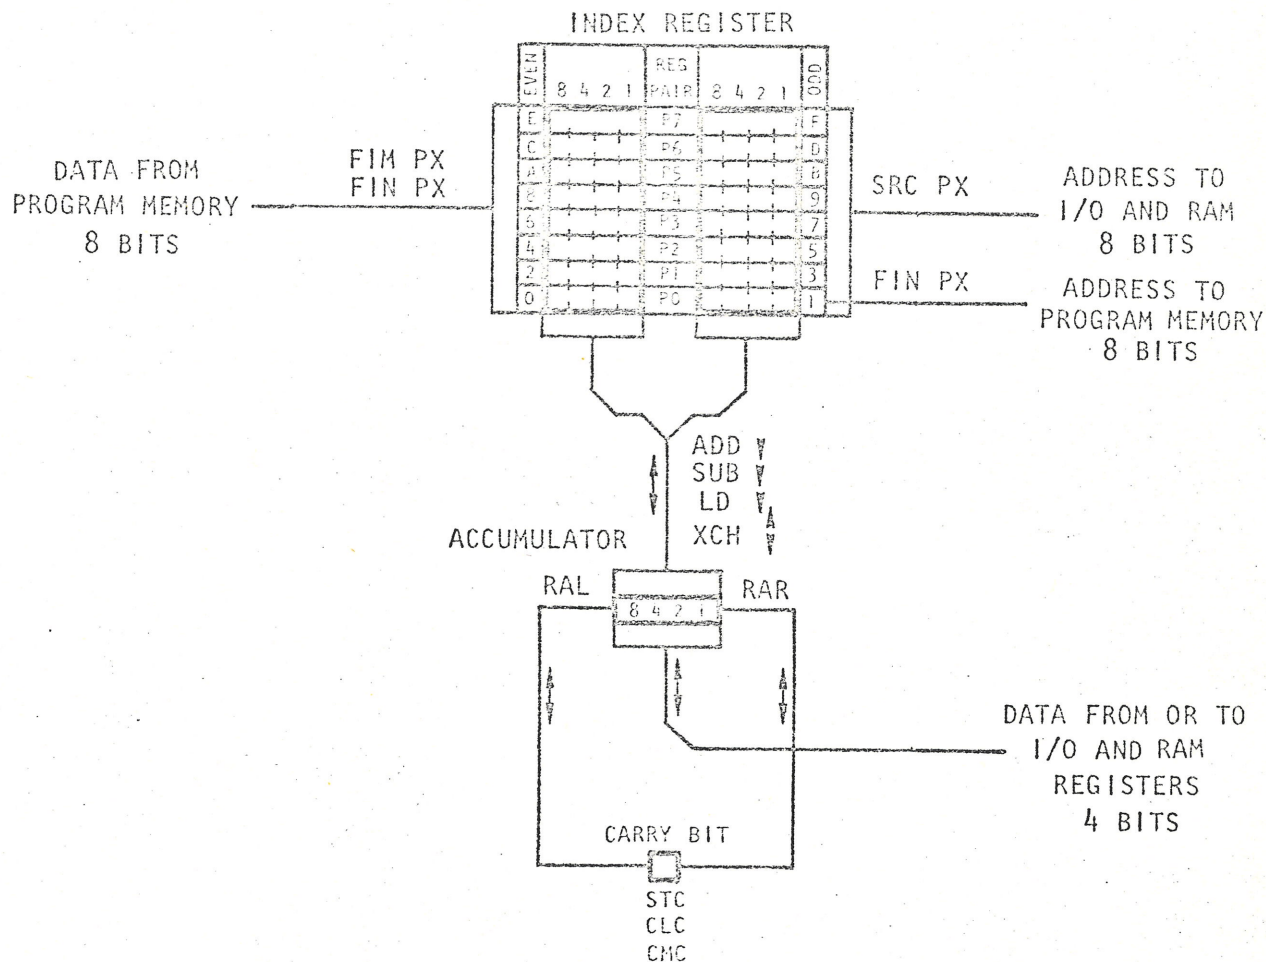 INDEX REGISTER
EVEN
8 4 2 1
REG
PAIR
8 4 2 1
ODD
E P7 F
C P6 D
A P5 B
8 P4 9
6 P3 7
4 P2 5
2 P1 3
0 P0 1
DATA FROM
PROGRAM MEMORY
8 BITS
FIM PX
FIN PX
SRC PX
ADDRESS TO
I/O AND RAM
8 BITS
FIN PX
ADDRESS TO
PROGRAM MEMORY
8 BITS
ADD
SUB
LD
XCH
ACCUMULATOR
RAL
8 4 2 1
RAR
DATA FROM OR TO
I/O AND RAM
REGISTERS
4 BITS
CARRY BIT
STC
CLC
CMC